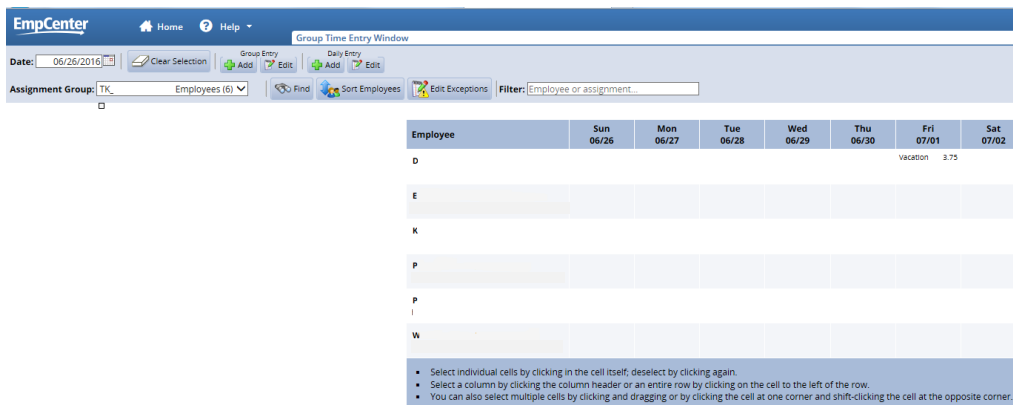 EmpCenter Home Help
Group Time Entry Window
Group Entry Daily Entry
Date: 06/26/2016 Clear Selection Add Edit Add Edit
Assignment Group: TK_ Employees (6) Find Sort Employees Edit Exceptions Filter: Employee or assignment...
Employee Sun Mon Tue Wed Thu Fri Sat
06/26 06/27 06/28 06/29 06/30 07/01 07/02
D Vacation 3.75
E
K
P
P
W
Select individual cells by clicking in the cell itself; deselect by clicking again.
Select a column by clicking the column header or an entire row by clicking on the cell to the left of the row.
You can also select multiple cells by clicking and dragging or by clicking the cell at one corner and shift-clicking the cell at the opposite corner.